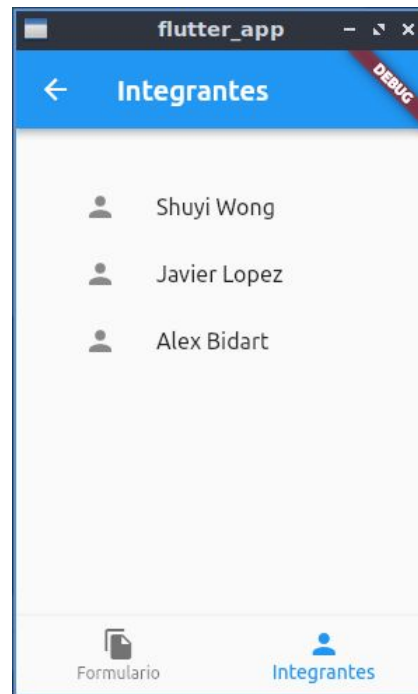 flutter_app
Integrantes
DEBUG
Shuyi Wong
Javier Lopez
Alex Bidart
Formulario
Integrantes